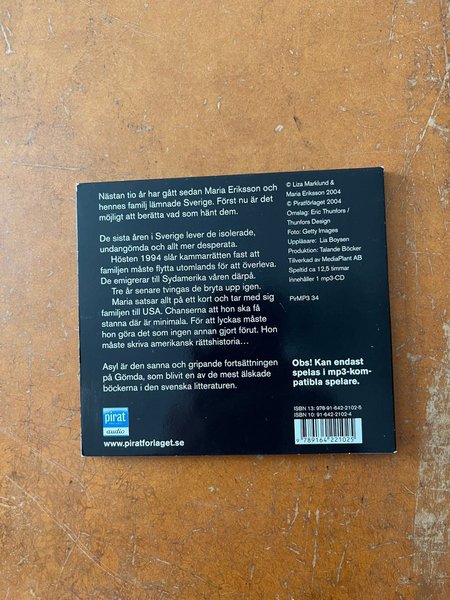 Nästan tio år har gått sedan Maria Eriksson och
hennes familj lämnade Sverige. Först nu är det
möjligt att berätta vad som hänt dem.
De sista åren i Sverige lever de isolerade,
undangömda och allt mer desperata.
Hösten 1994 slår kammarrätten fast att
familjen måste flytta utomlands för att överleva.
De emigrerar till Sydamerika våren därpå.
Tre år senare tvingas de bryta upp igen.
Maria satsar allt på ett kort och tar med sig
familjen till USA. Chanserna att hon ska få
stanna där är minimala. För att lyckas måste
hon göra det som ingen annan gjort förut. Hon
måste skriva amerikansk rättshistoria…
Asyl är den sanna och gripande fortsättningen
på Gömda, som blivit en av de mest älskade
böckerna i den svenska litteraturen.
pirat
audio
www.piratforlaget.se
© Liza Marklund &
Maria Eriksson 2004
© Piratförlaget 2004
Omslag: Eric Thunfors /
Thunfors Design
Foto: Getty Images
Uppläsare: Lia Boysen
Produktion: Talande Böcker
Tillverkad av MediaPlant AB
Speltid ca 12,5 timmar
Innehåller 1 mp3-CD
PirMP3 34
Obs! Kan endast
spelas i mp3-kom-
patibla spelare.
ISBN 13: 978-91-642-2102-5
ISBN 10: 91-642-2102-4
9 789164 221025